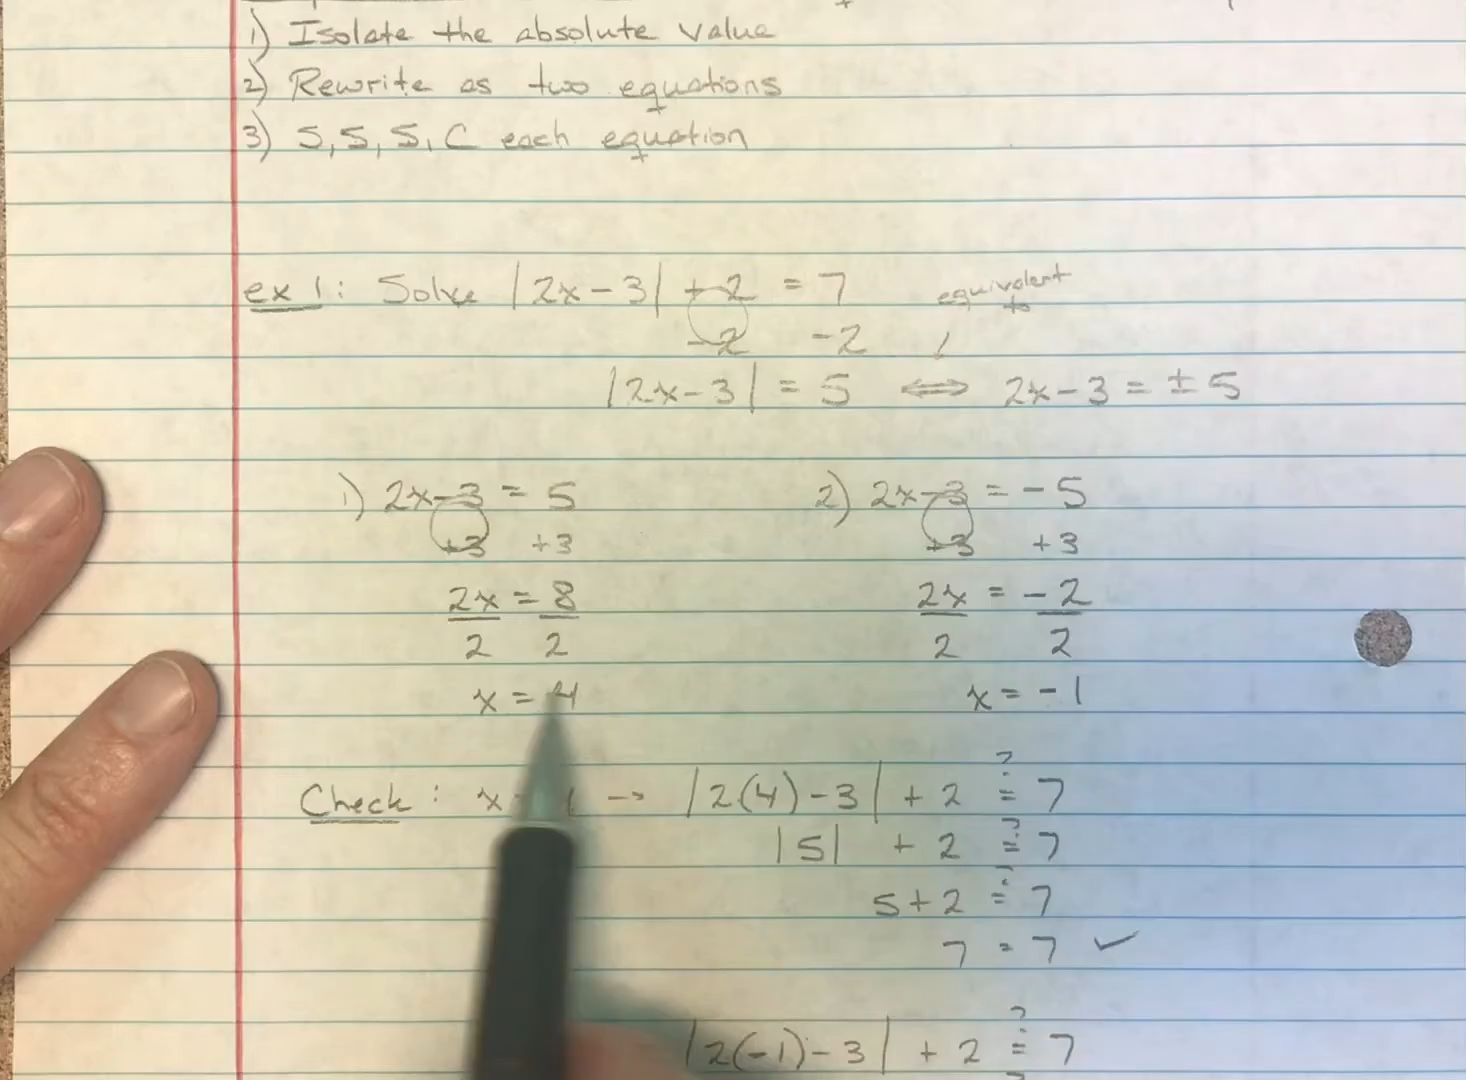 1) Isolate the absolute value
2) Rewrite as two equations
3) S, S, S, C each equation
ex 1: Solve |2x-3| +2 = 7
equivalent to
-2 -2
|2x-3| = 5 ⟺ 2x-3 = ±5
1) 2x-3 = 5
+3 +3
2x = 8
2 2
x = 4
2) 2x-3 = -5
+3 +3
2x = -2
2 2
x = -1
Check: x → |2(4)-3| + 2 ≟ 7
|5| + 2 ≟ 7
5+2 ≟ 7
7 = 7 ✓
|2(-1)-3| + 2 ≟ 7